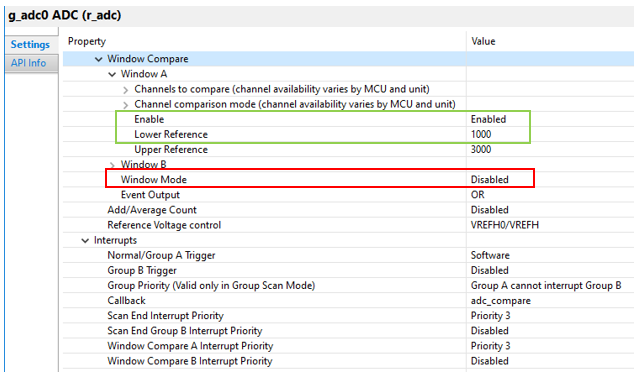 g_adc0 ADC (r_adc)
Settings
API Info
Property Value
Window Compare
Window A
Channels to compare (channel availability varies by MCU and unit)
Channel comparison mode (channel availability varies by MCU and unit)
Enable Enabled
Lower Reference 1000
Upper Reference 3000
Window B
Window Mode Disabled
Event Output OR
Add/Average Count Disabled
Reference Voltage control VREFH0/VREFH
Interrupts
Normal/Group A Trigger Software
Group B Trigger Disabled
Group Priority (Valid only in Group Scan Mode) Group A cannot interrupt Group B
Callback adc_compare
Scan End Interrupt Priority Priority 3
Scan End Group B Interrupt Priority Disabled
Window Compare A Interrupt Priority Priority 3
Window Compare B Interrupt Priority Disabled